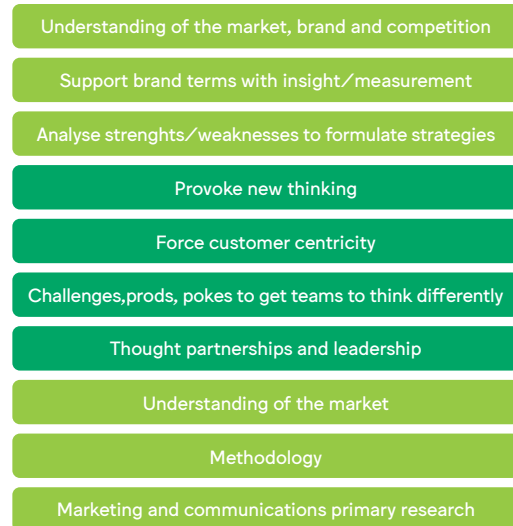 Understanding of the market, brand and competition
Support brand terms with insight/measurement
Analyse strenghts/weaknesses to formulate strategies
Provoke new thinking
Force customer centricity
Challenges,prods, pokes to get teams to think differently
Thought partnerships and leadership
Understanding of the market
Methodology
Marketing and communications primary research